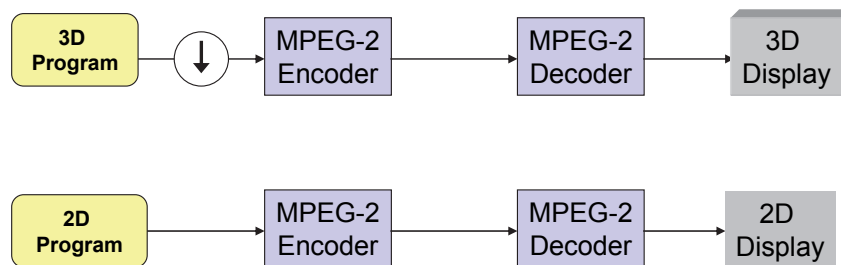 3D
Program
MPEG-2
Encoder
MPEG-2
Decoder
3D
Display
2D
Program
MPEG-2
Encoder
MPEG-2
Decoder
2D
Display